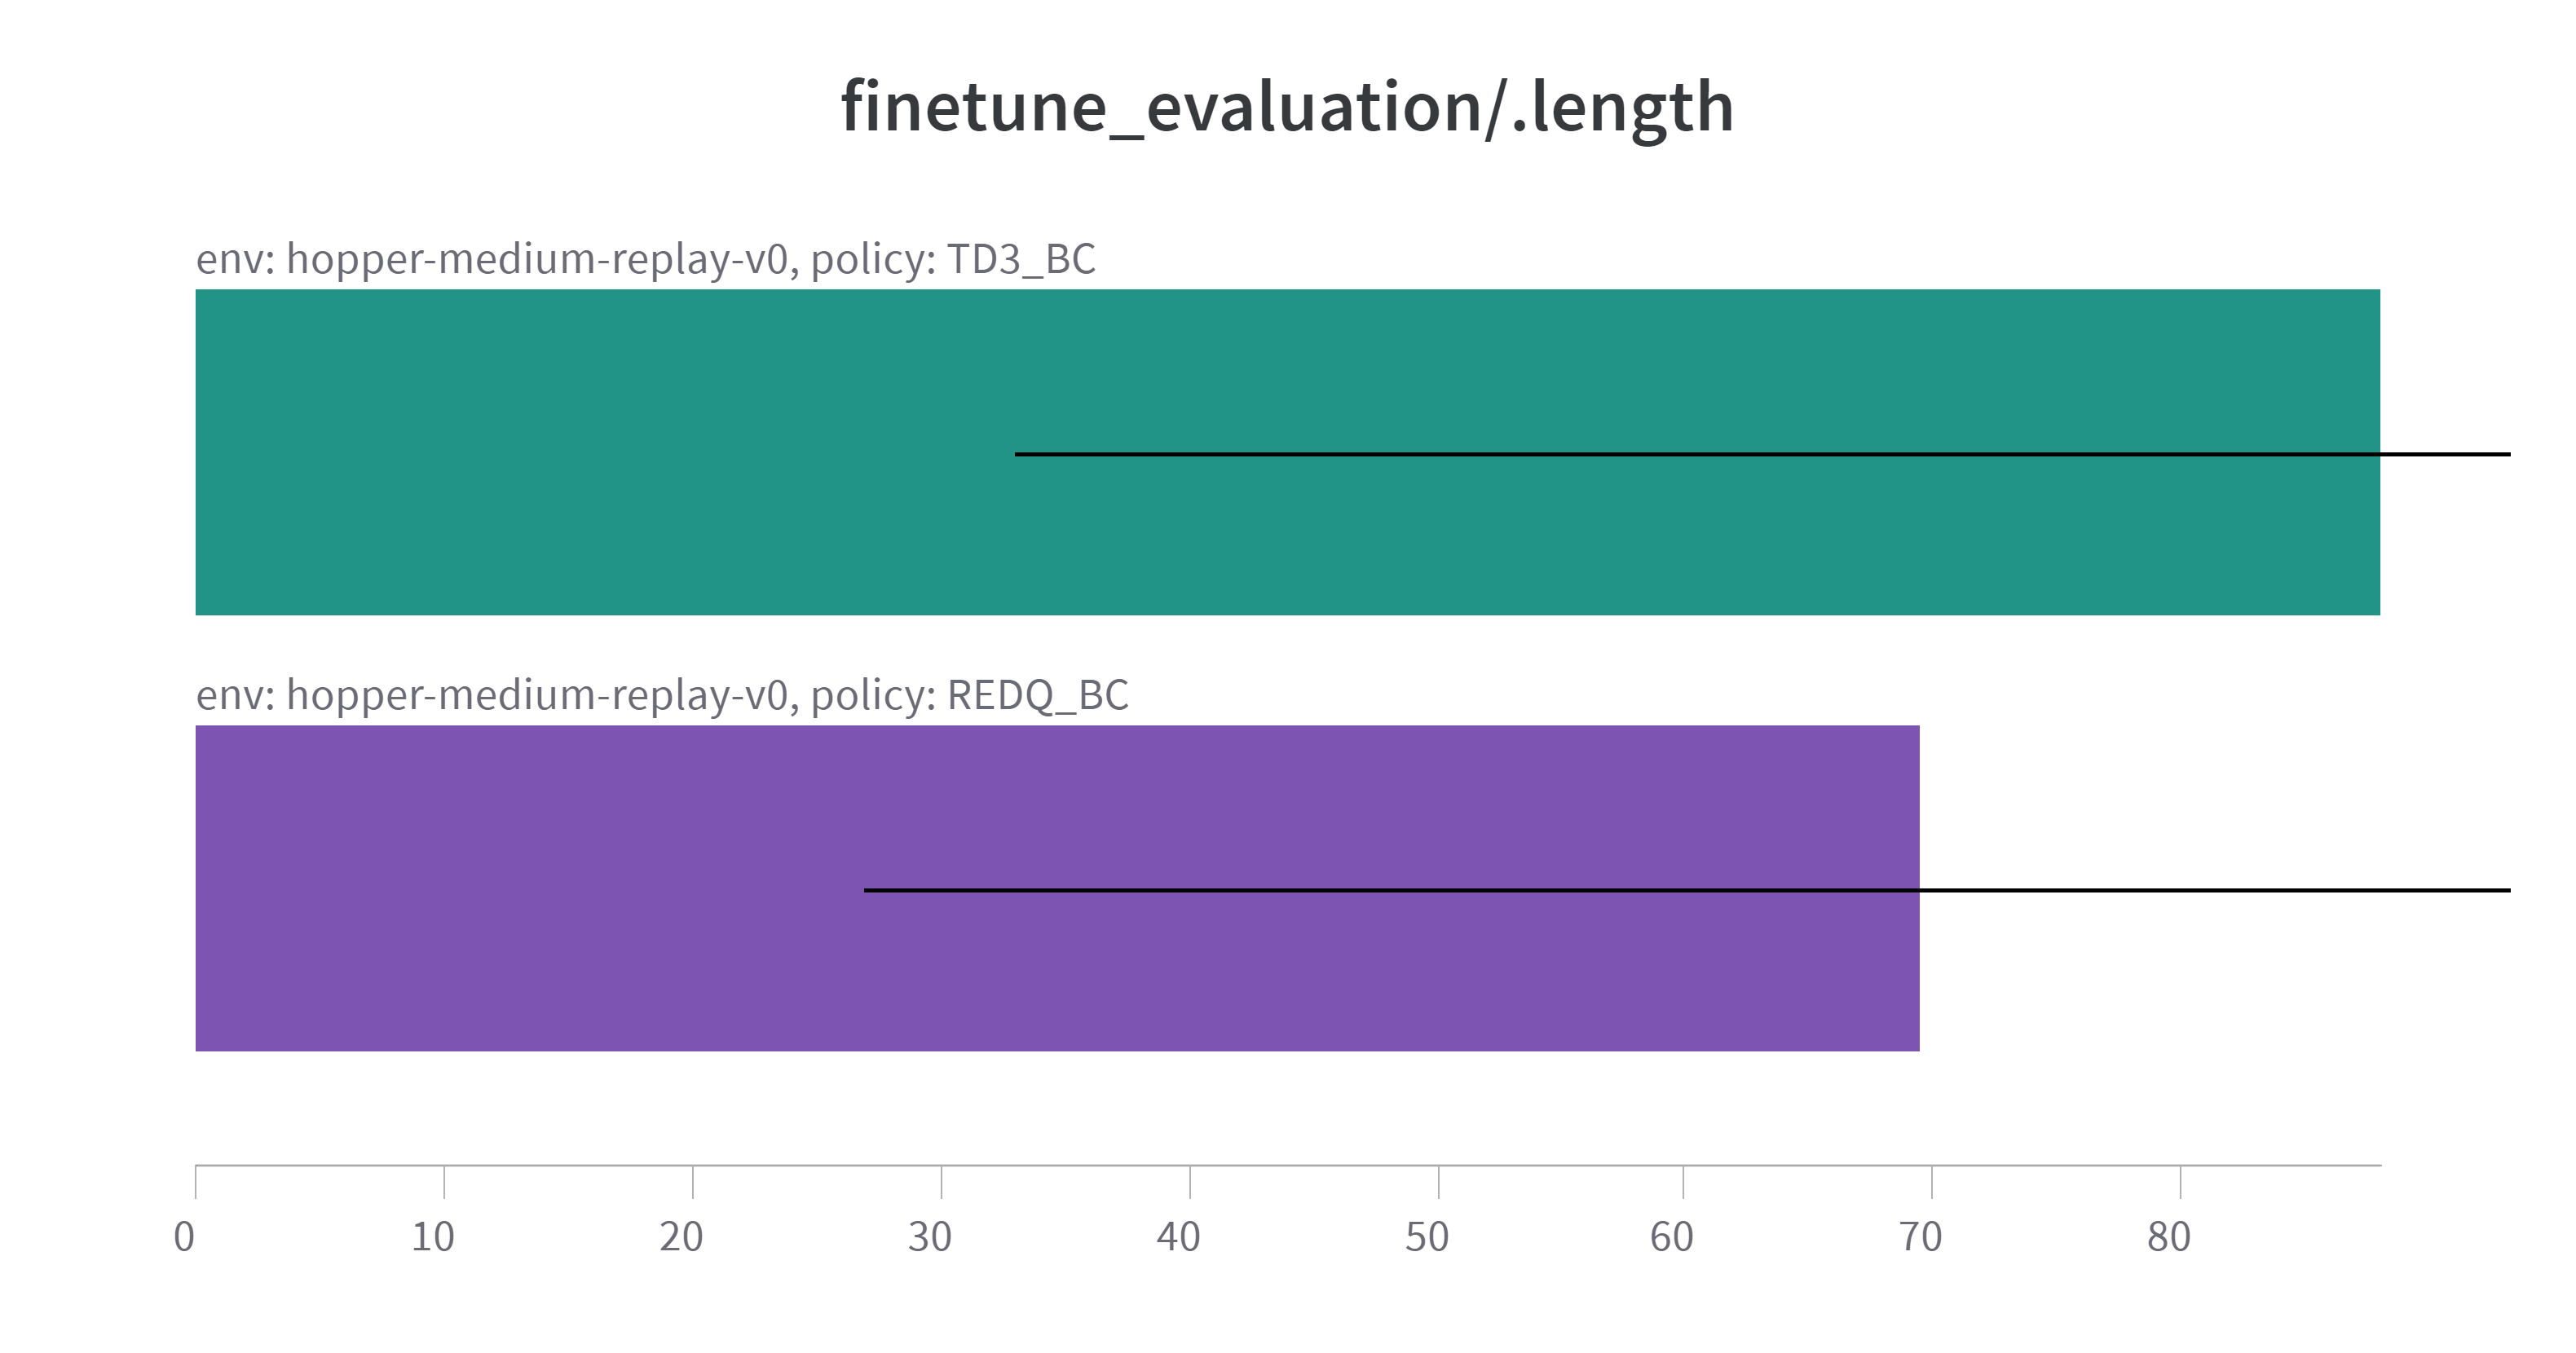 finetune_evaluation/.length
env: hopper-medium-replay-v0, policy: TD3_BC
env: hopper-medium-replay-v0, policy: REDQ_BC
0 10 20 30 40 50 60 70 80